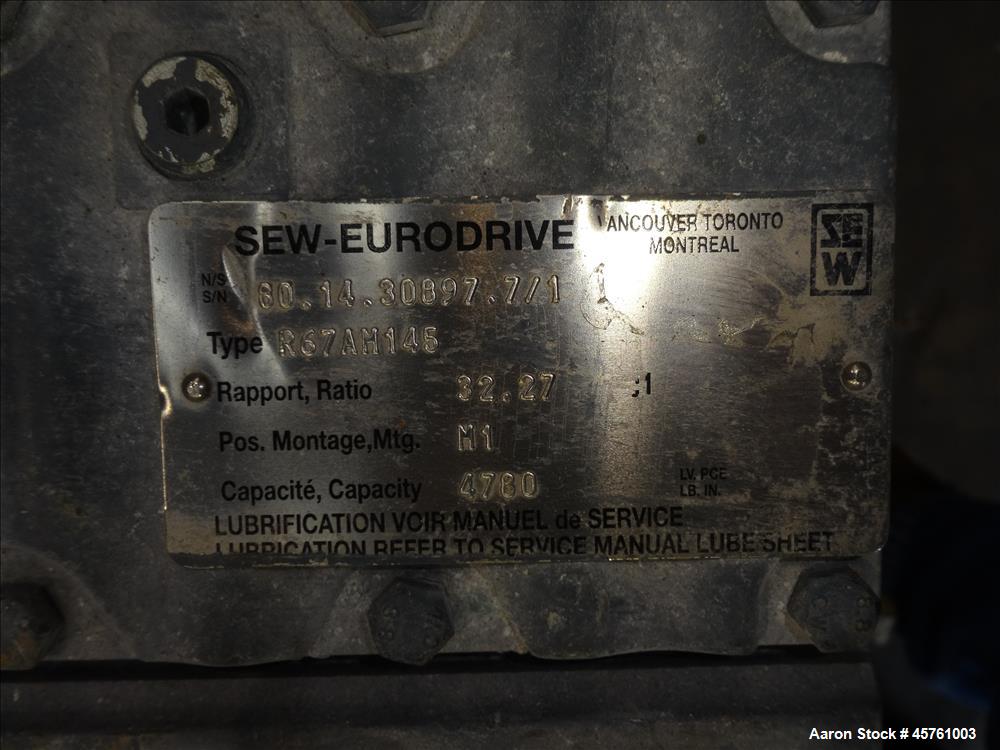 SEW-EURODRIVE
VANCOUVER TORONTO
MONTREAL
SEW
N/S
S/N
60.14.30897.7/1 1
Type R67AM145
Rapport, Ratio 32.27 :1
Pos. Montage,Mtg. M1
Capacité, Capacity 4780 LV. PCE
LB. IN.
LUBRIFICATION VOIR MANUEL de SERVICE
LUBRICATION REFER TO SERVICE MANUAL LUBE SHEET
Aaron Stock # 45761003